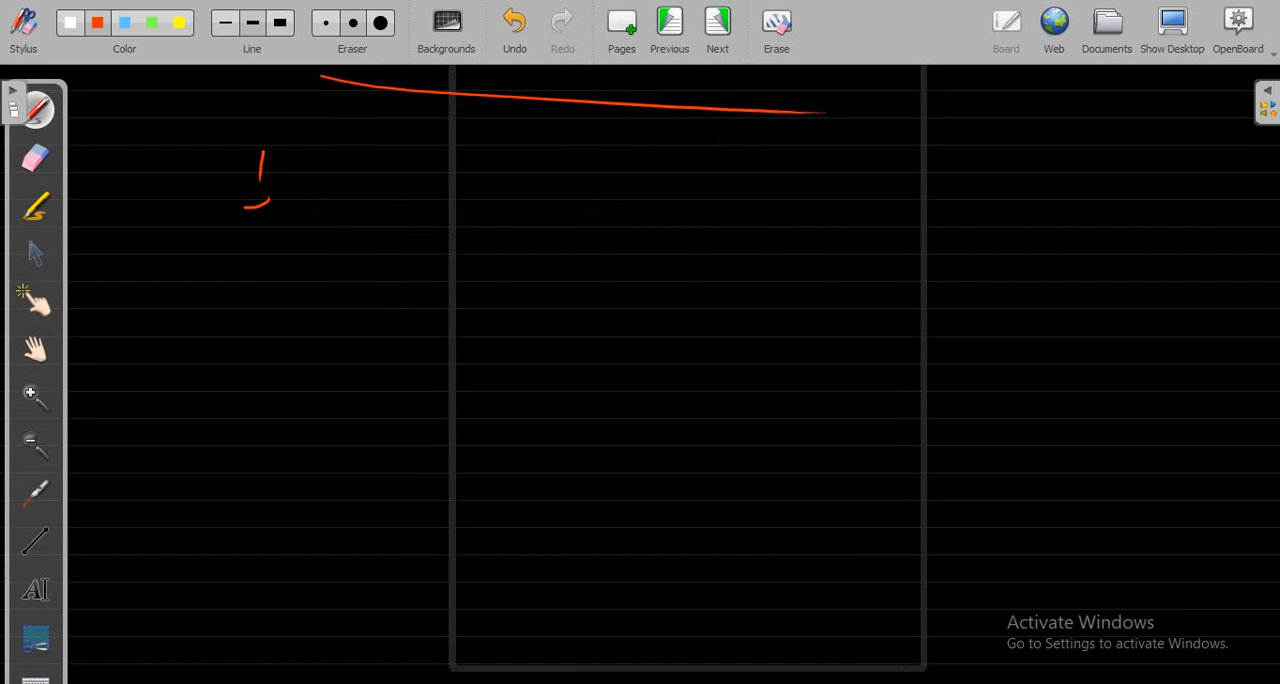 Stylus Color Line Eraser Backgrounds Undo Redo Pages Previous Next Erase Board Web Documents Show Desktop OpenBoard
AI
Activate Windows
Go to Settings to activate Windows.